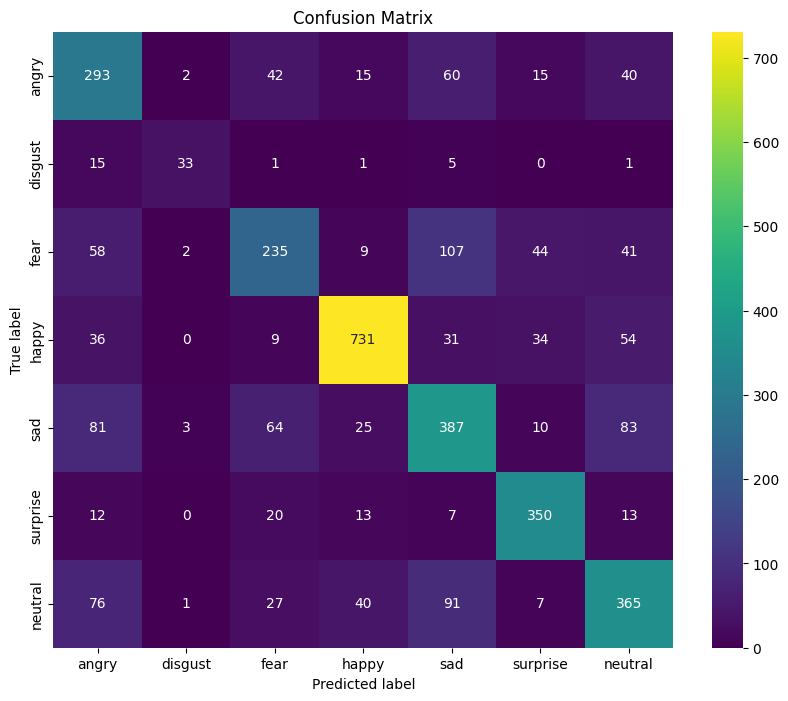 Confusion Matrix
angry 293 2 42 15 60 15 40
disgust 15 33 1 1 5 0 1
fear 58 2 235 9 107 44 41
happy 36 0 9 731 31 34 54
sad 81 3 64 25 387 10 83
surprise 12 0 20 13 7 350 13
neutral 76 1 27 40 91 7 365
angry disgust fear happy sad surprise neutral
Predicted label
True label
700
600
500
400
300
200
100
0